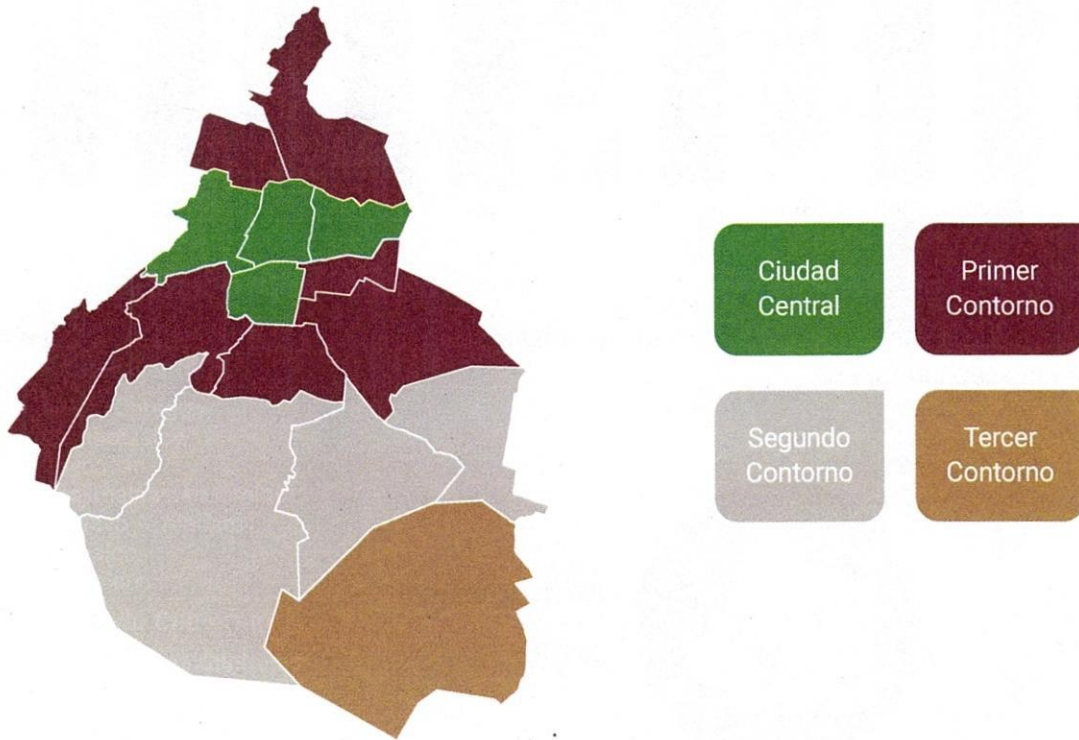 Ciudad
Central
Primer
Contorno
Segundo
Contorno
Tercer
Contorno